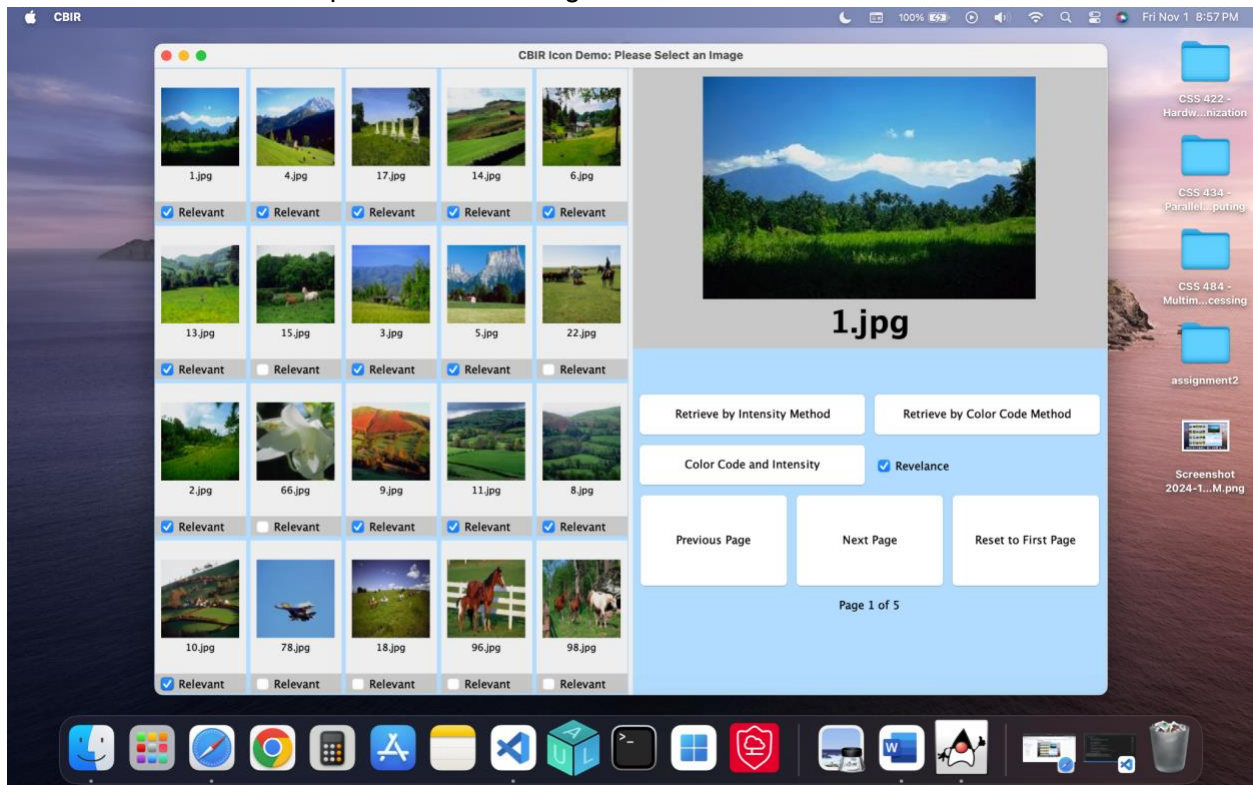 CBIR
100%
Fri Nov 1 8:57 PM
CBIR Icon Demo: Please Select an Image
1.jpg
4.jpg
17.jpg
14.jpg
6.jpg
Relevant
Relevant
Relevant
Relevant
Relevant
13.jpg
15.jpg
3.jpg
5.jpg
22.jpg
Relevant
Relevant
Relevant
Relevant
Relevant
2.jpg
66.jpg
9.jpg
11.jpg
8.jpg
Relevant
Relevant
Relevant
Relevant
Relevant
10.jpg
78.jpg
18.jpg
96.jpg
98.jpg
Relevant
Relevant
Relevant
Relevant
Relevant
1.jpg
Retrieve by Intensity Method
Retrieve by Color Code Method
Color Code and Intensity
Revelance
Previous Page
Next Page
Reset to First Page
Page 1 of 5
CSS 422 -
Hardw...nization
CSS 434 -
Parallel...puting
CSS 484 -
Multim...cessing
assignment2
Screenshot
2024-1...M.png